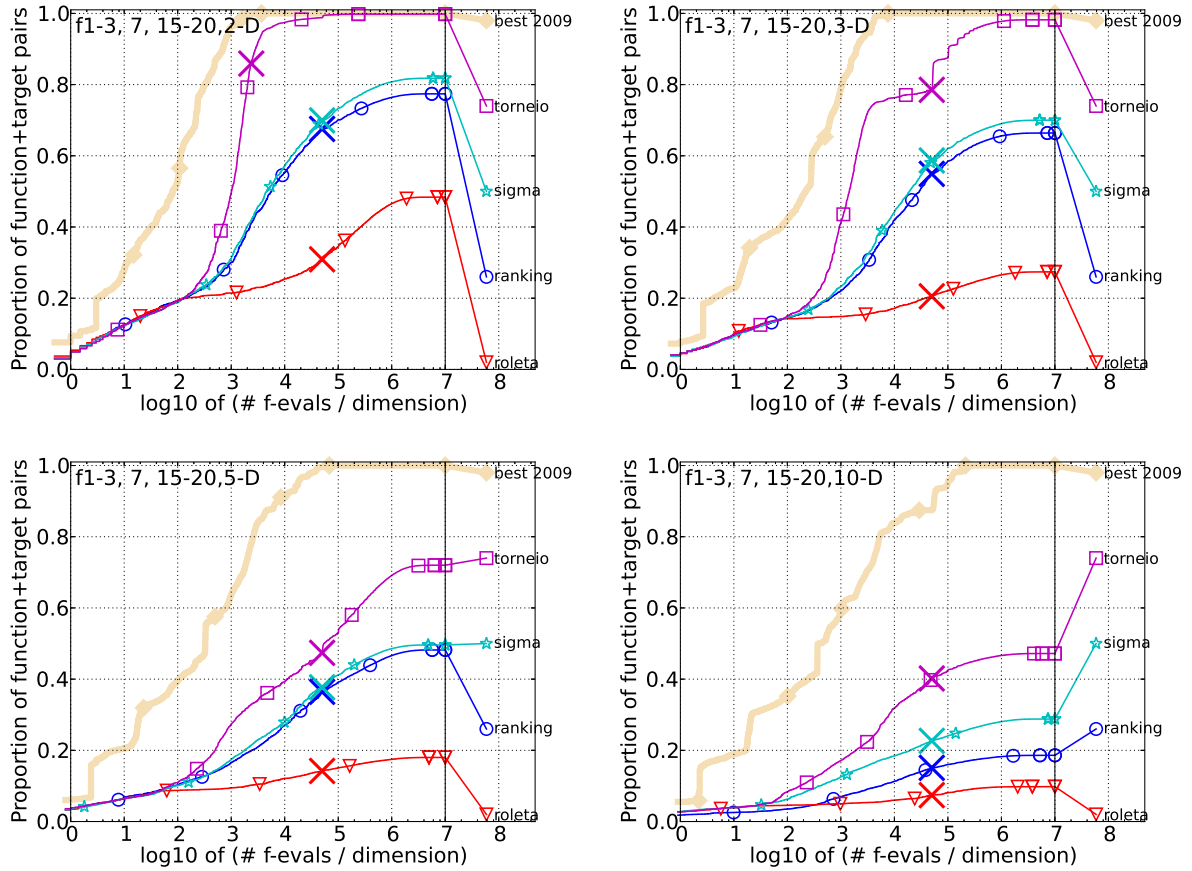 f1-3, 7, 15-20,2-D
Proportion of function+target pairs
1.0
0.8
0.6
0.4
0.2
0.0
0 1 2 3 4 5 6 7 8
log10 of (# f-evals / dimension)
best 2009
torneio
sigma
ranking
roleta
f1-3, 7, 15-20,3-D
Proportion of function+target pairs
1.0
0.8
0.6
0.4
0.2
0.0
0 1 2 3 4 5 6 7 8
log10 of (# f-evals / dimension)
best 2009
torneio
sigma
ranking
roleta
f1-3, 7, 15-20,5-D
Proportion of function+target pairs
1.0
0.8
0.6
0.4
0.2
0.0
0 1 2 3 4 5 6 7 8
log10 of (# f-evals / dimension)
best 2009
torneio
sigma
ranking
roleta
f1-3, 7, 15-20,10-D
Proportion of function+target pairs
1.0
0.8
0.6
0.4
0.2
0.0
0 1 2 3 4 5 6 7 8
log10 of (# f-evals / dimension)
best 2009
torneio
sigma
ranking
roleta